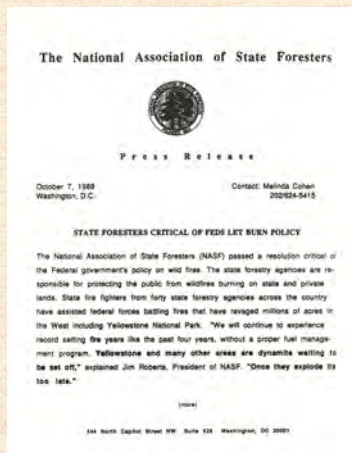 The National Association of State Foresters
Press Release
October 7, 1988
Contact: Melinda Cohen
Washington, D.C.
202/624-5415
STATE FORESTERS CRITICAL OF FEDS LET BURN POLICY
The National Association of State Foresters (NASF) passed a resolution critical of
the Federal government's policy on wild fires. The state forestry agencies are re-
sponsible for protecting the public from wildfires burning on state and private
lands. State fire fighters from forty state forestry agencies across the country
have assisted federal forces battling fires that have ravaged millions of acres in
the West including Yellowstone National Park. "We will continue to experience
record setting fire years like the past four years, without a proper fuel manage-
ment program. Yellowstone and many other areas are dynamite waiting to
be set off," explained Jim Roberts, President of NASF. "Once they explode its
too late."
(more)
444 North Capitol Street NW Suite 526 Washington, DC 20001